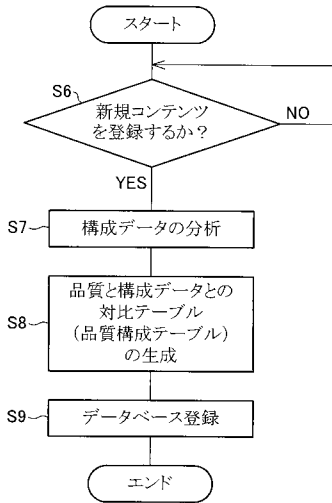 スタート
S6
新規コンテンツ
を登録するか？
NO
YES
S7
構成データの分析
S8
品質と構成データとの
対比テーブル
(品質構成テーブル)
の生成
S9
データベース登録
エンド